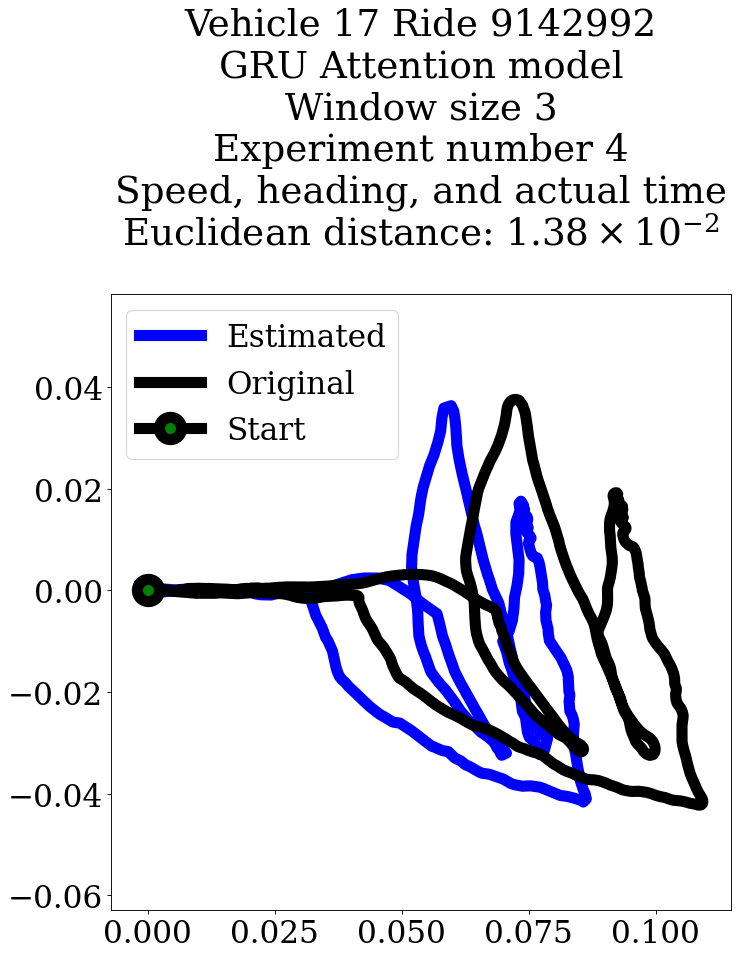 Vehicle 17 Ride 9142992
GRU Attention model
Window size 3
Experiment number 4
Speed, heading, and actual time
Euclidean distance: 1.38 × 10⁻²
Estimated
Original
Start
0.04
0.02
0.00
−0.02
−0.04
−0.06
0.000 0.025 0.050 0.075 0.100